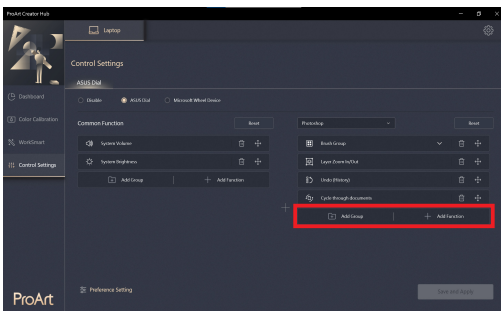 ProArt Creator Hub
Laptop
Control Settings
ASUS Dial
Disable ASUS Dial Microsoft Wheel Device
Dashboard
Color Calibration
WorkSmart
Control Settings
Common Function Reset
System Volume
System Brightness
Add Group Add Function
Photoshop Reset
Brush Group
Layer Zoom In/Out
Undo (History)
Cycle through documents
Add Group Add Function
Preference Setting
Save and Apply
ProArt